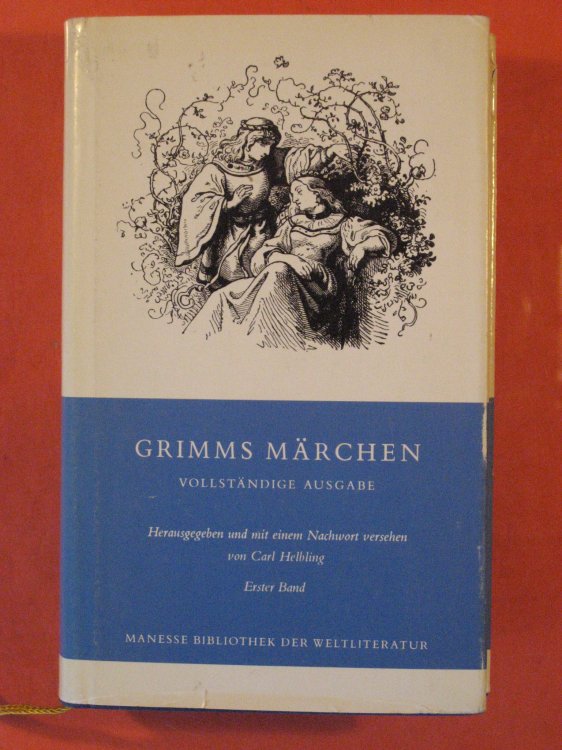 GRIMMS MÄRCHEN
VOLLSTÄNDIGE AUSGABE
Herausgegeben und mit einem Nachwort versehen
von Carl Helbling
Erster Band
MANESSE BIBLIOTHEK DER WELTLITERATUR